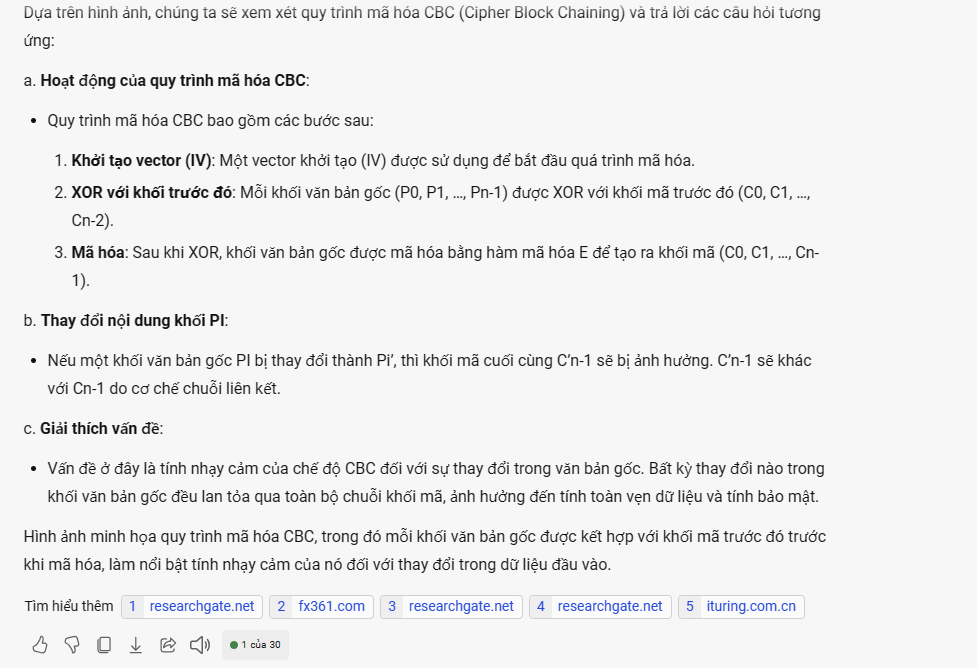 Dựa trên hình ảnh, chúng ta sẽ xem xét quy trình mã hóa CBC (Cipher Block Chaining) và trả lời các câu hỏi tương
ứng:
a. Hoạt động của quy trình mã hóa CBC:
• Quy trình mã hóa CBC bao gồm các bước sau:
1. Khởi tạo vector (IV): Một vector khởi tạo (IV) được sử dụng để bắt đầu quá trình mã hóa.
2. XOR với khối trước đó: Mỗi khối văn bản gốc (P0, P1, …, Pn-1) được XOR với khối mã trước đó (C0, C1, …,
Cn-2).
3. Mã hóa: Sau khi XOR, khối văn bản gốc được mã hóa bằng hàm mã hóa E để tạo ra khối mã (C0, C1, …, Cn-
1).
b. Thay đổi nội dung khối PI:
• Nếu một khối văn bản gốc PI bị thay đổi thành Pi’, thì khối mã cuối cùng C’n-1 sẽ bị ảnh hưởng. C’n-1 sẽ khác
với Cn-1 do cơ chế chuỗi liên kết.
c. Giải thích vấn đề:
• Vấn đề ở đây là tính nhạy cảm của chế độ CBC đối với sự thay đổi trong văn bản gốc. Bất kỳ thay đổi nào trong
khối văn bản gốc đều lan tỏa qua toàn bộ chuỗi khối mã, ảnh hưởng đến tính toàn vẹn dữ liệu và tính bảo mật.
Hình ảnh minh họa quy trình mã hóa CBC, trong đó mỗi khối văn bản gốc được kết hợp với khối mã trước đó trước
khi mã hóa, làm nổi bật tính nhạy cảm của nó đối với thay đổi trong dữ liệu đầu vào.
Tìm hiểu thêm 1 researchgate.net 2 fx361.com 3 researchgate.net 4 researchgate.net 5 ituring.com.cn
1 của 30